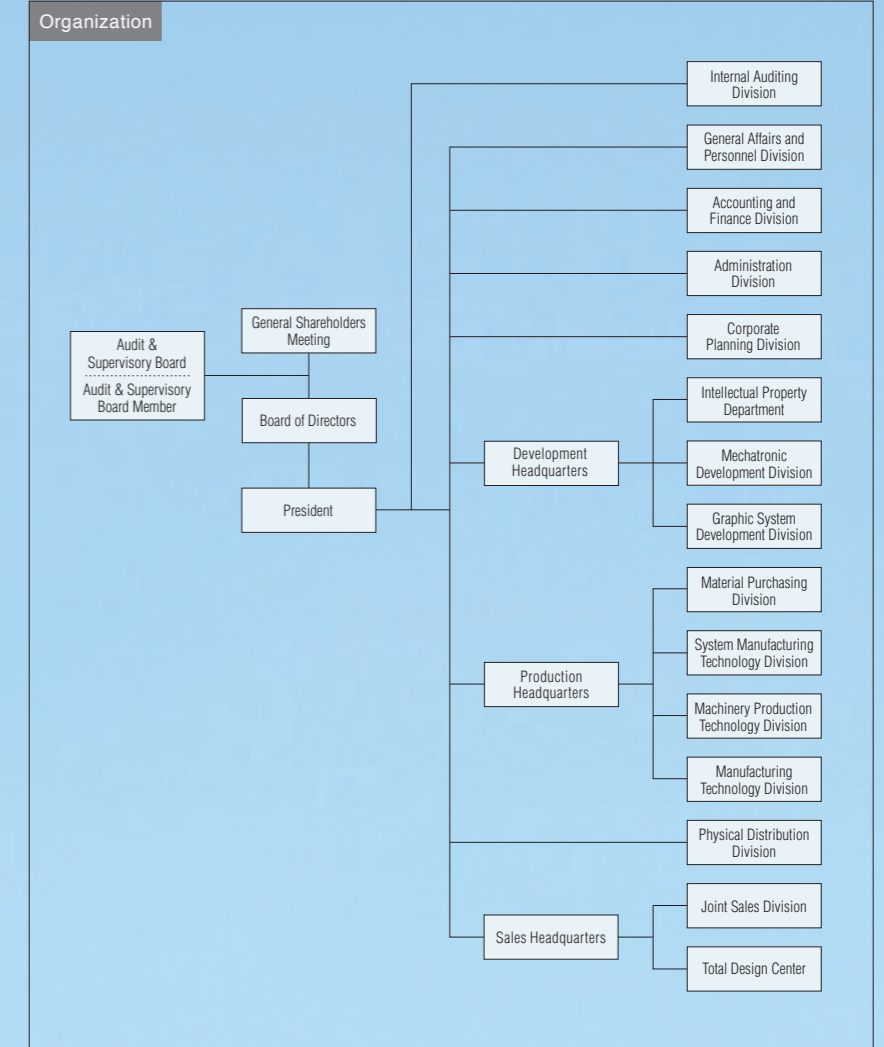 Organization
Internal Auditing
Division
General Affairs and
Personnel Division
Accounting and
Finance Division
Administration
Division
Corporate
Planning Division
General Shareholders
Meeting
Audit &
Supervisory Board
Audit & Supervisory
Board Member
Board of Directors
President
Development
Headquarters
Intellectual Property
Department
Mechatronic
Development Division
Graphic System
Development Division
Production
Headquarters
Material Purchasing
Division
System Manufacturing
Technology Division
Machinery Production
Technology Division
Manufacturing
Technology Division
Physical Distribution
Division
Sales Headquarters
Joint Sales Division
Total Design Center